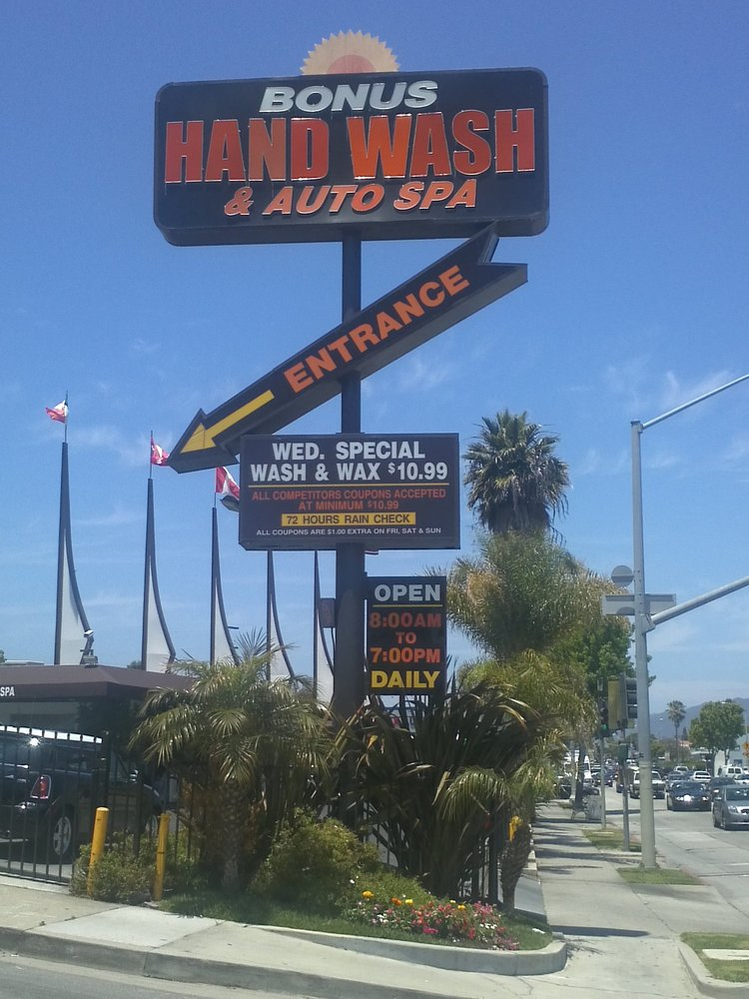 BONUS
HAND WASH
& AUTO SPA
ENTRANCE
WED. SPECIAL
WASH & WAX $10.99
ALL COMPETITORS COUPONS ACCEPTED
AT MINIMUM $10.99
72 HOURS RAIN CHECK
ALL COUPONS ARE $1.00 EXTRA ON FRI, SAT & SUN
OPEN
8:00AM
TO
7:00PM
DAILY
SPA